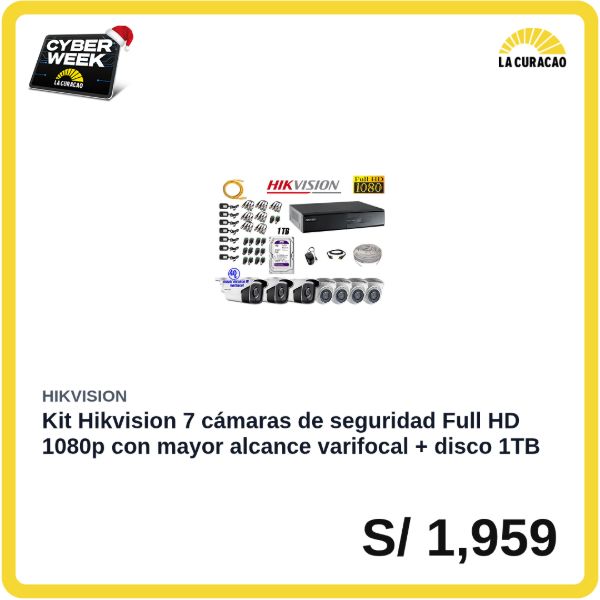 CYBER
WEEK
LA CURACAO
LA CURACAO
HIKVISION
Full HD
1080
1TB
HIKVISION
Kit Hikvision 7 cámaras de seguridad Full HD
1080p con mayor alcance varifocal + disco 1TB
S/ 1,959